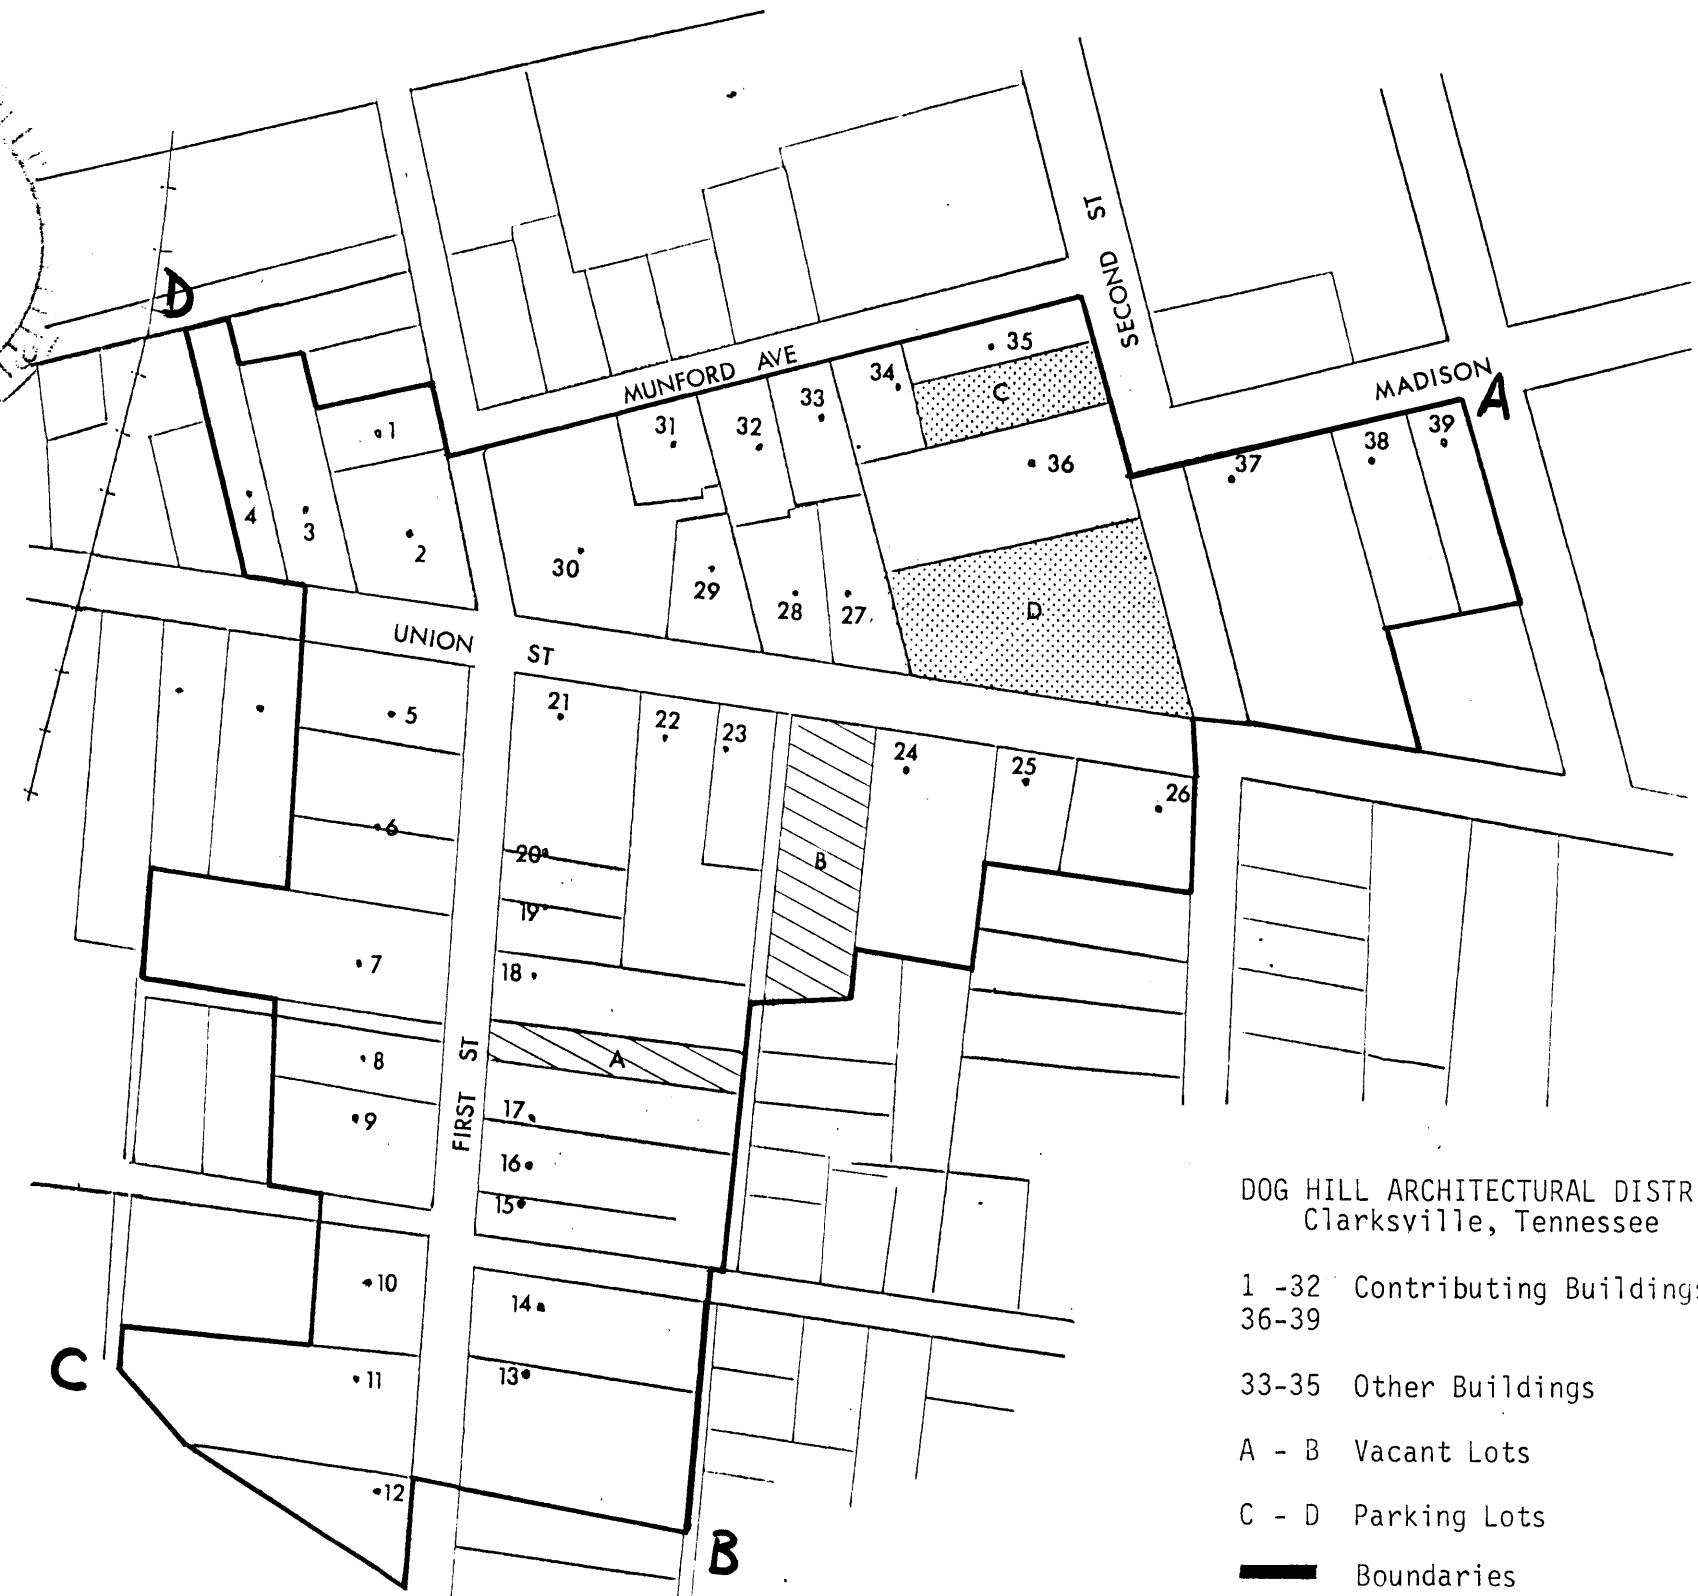 D
SECOND ST
MUNFORD AVE
MADISON
A
35
34
C
33
31
32
39
38
37
36
1
4
3
2
30
29
28
27
D
UNION ST
5
21
22
23
24
25
26
6
20
B
19
7
18
8
FIRST ST
A
9
17
16
15
10
14
C
11
13
12
B
DOG HILL ARCHITECTURAL DISTR
Clarksville, Tennessee
1 -32 Contributing Buildings
36-39
33-35 Other Buildings
A - B Vacant Lots
C - D Parking Lots
Boundaries